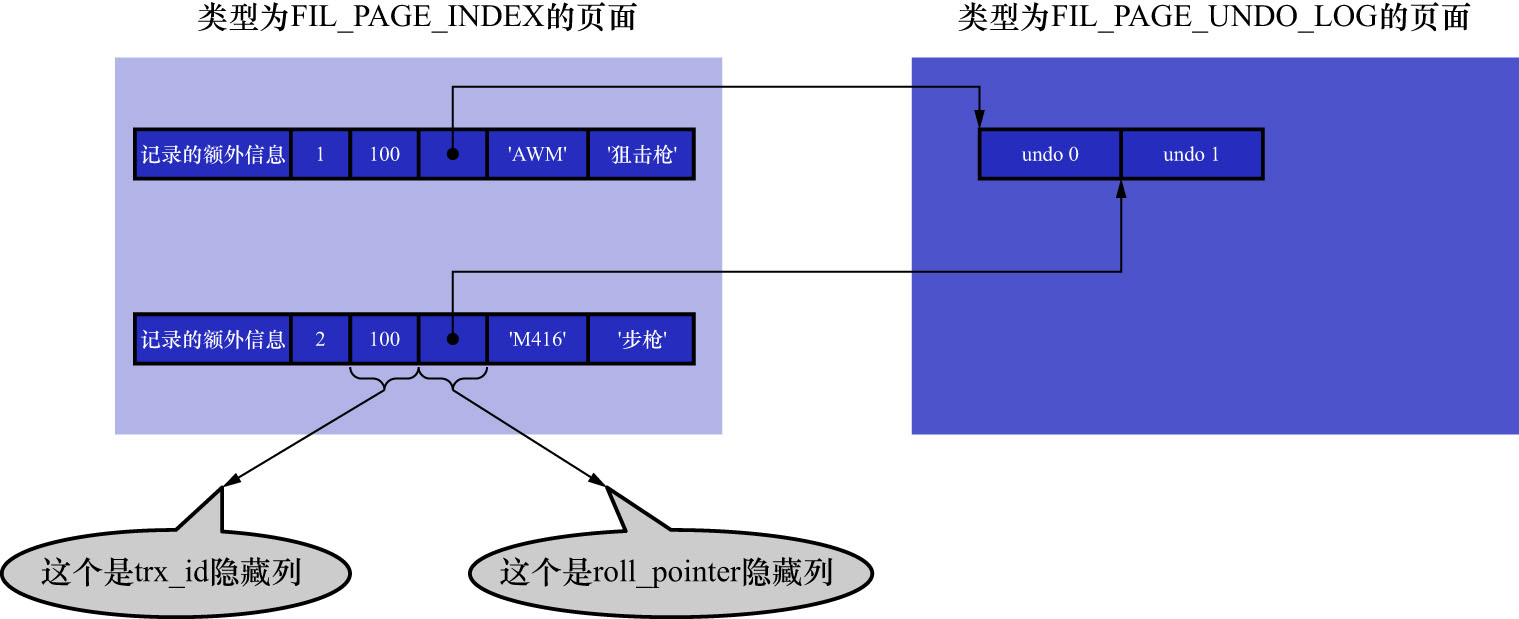 类型为FIL_PAGE_INDEX的页面
类型为FIL_PAGE_UNDO_LOG的页面
记录的额外信息 1 100 'AWM' '狙击枪'
undo 0 undo 1
记录的额外信息 2 100 'M416' '步枪'
这个是trx_id隐藏列
这个是roll_pointer隐藏列